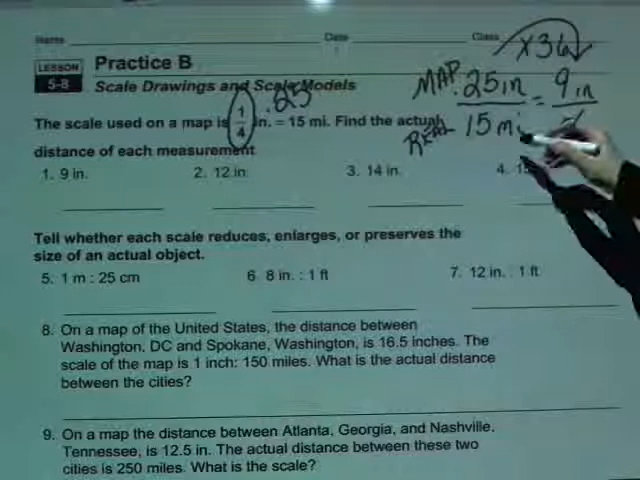 Name Date Class
×36
LESSON 5-8
Practice B
Scale Drawings and Scale Models
.25
MAP .25in = 9 in
REAL 15 mi
The scale used on a map is 1/4 in. = 15 mi. Find the actual
distance of each measurement
1. 9 in. 2. 12 in. 3. 14 in. 4.
Tell whether each scale reduces, enlarges, or preserves the
size of an actual object.
5. 1 m : 25 cm 6. 8 in. : 1 ft 7. 12 in. : 1 ft
8. On a map of the United States, the distance between
Washington, DC and Spokane, Washington, is 16.5 inches. The
scale of the map is 1 inch: 150 miles. What is the actual distance
between the cities?
9. On a map the distance between Atlanta, Georgia, and Nashville,
Tennessee, is 12.5 in. The actual distance between these two
cities is 250 miles. What is the scale?